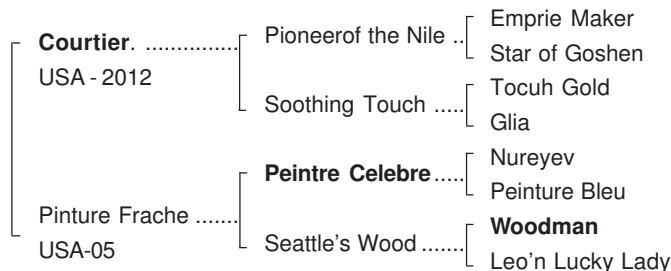 Emprie Maker
Courtier. ............... Pioneerof the Nile ..
Star of Goshen
USA - 2012
Tocuh Gold
Soothing Touch .....
Glia
Nureyev
Peintre Celebre.....
Peinture Bleu
Pinture Frache .......
Woodman
USA-05 Seattle's Wood .......
Leo'n Lucky Lady